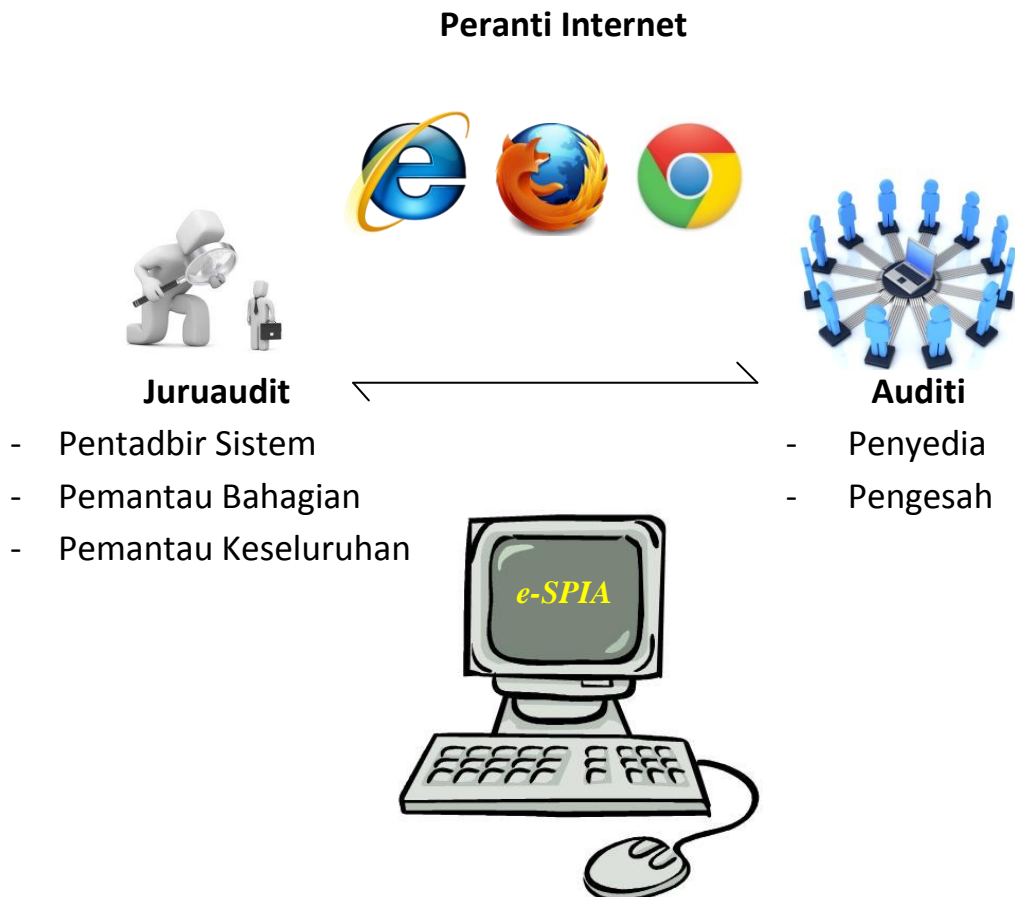 Peranti Internet
Juruaudit
- Pentadbir Sistem
- Pemantau Bahagian
- Pemantau Keseluruhan
Auditi
- Penyedia
- Pengesah
e-SPIA